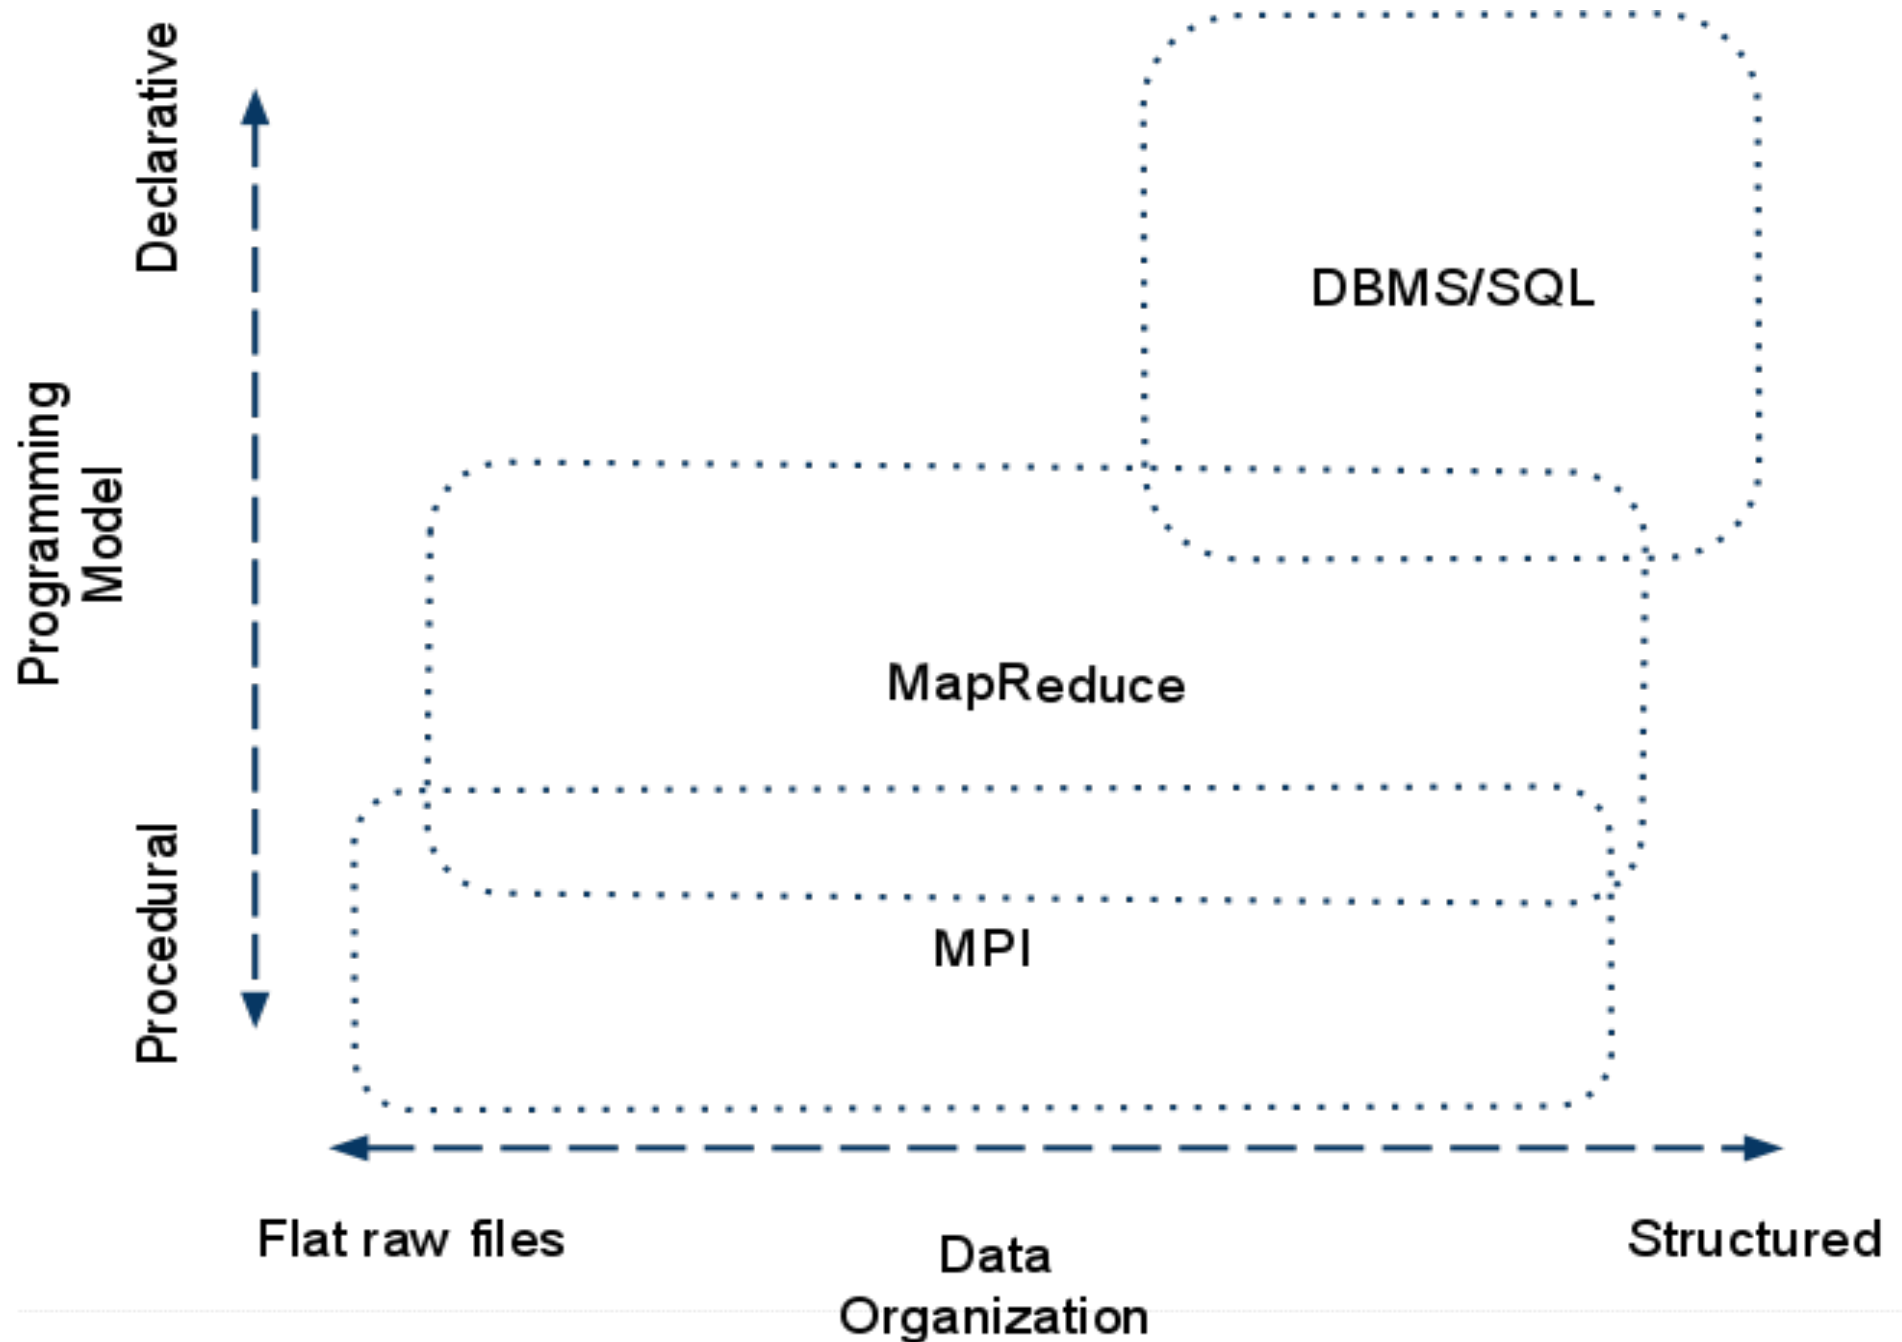 Declarative
Programming
Model
Procedural
DBMS/SQL
MapReduce
MPI
Flat raw files
Data
Organization
Structured